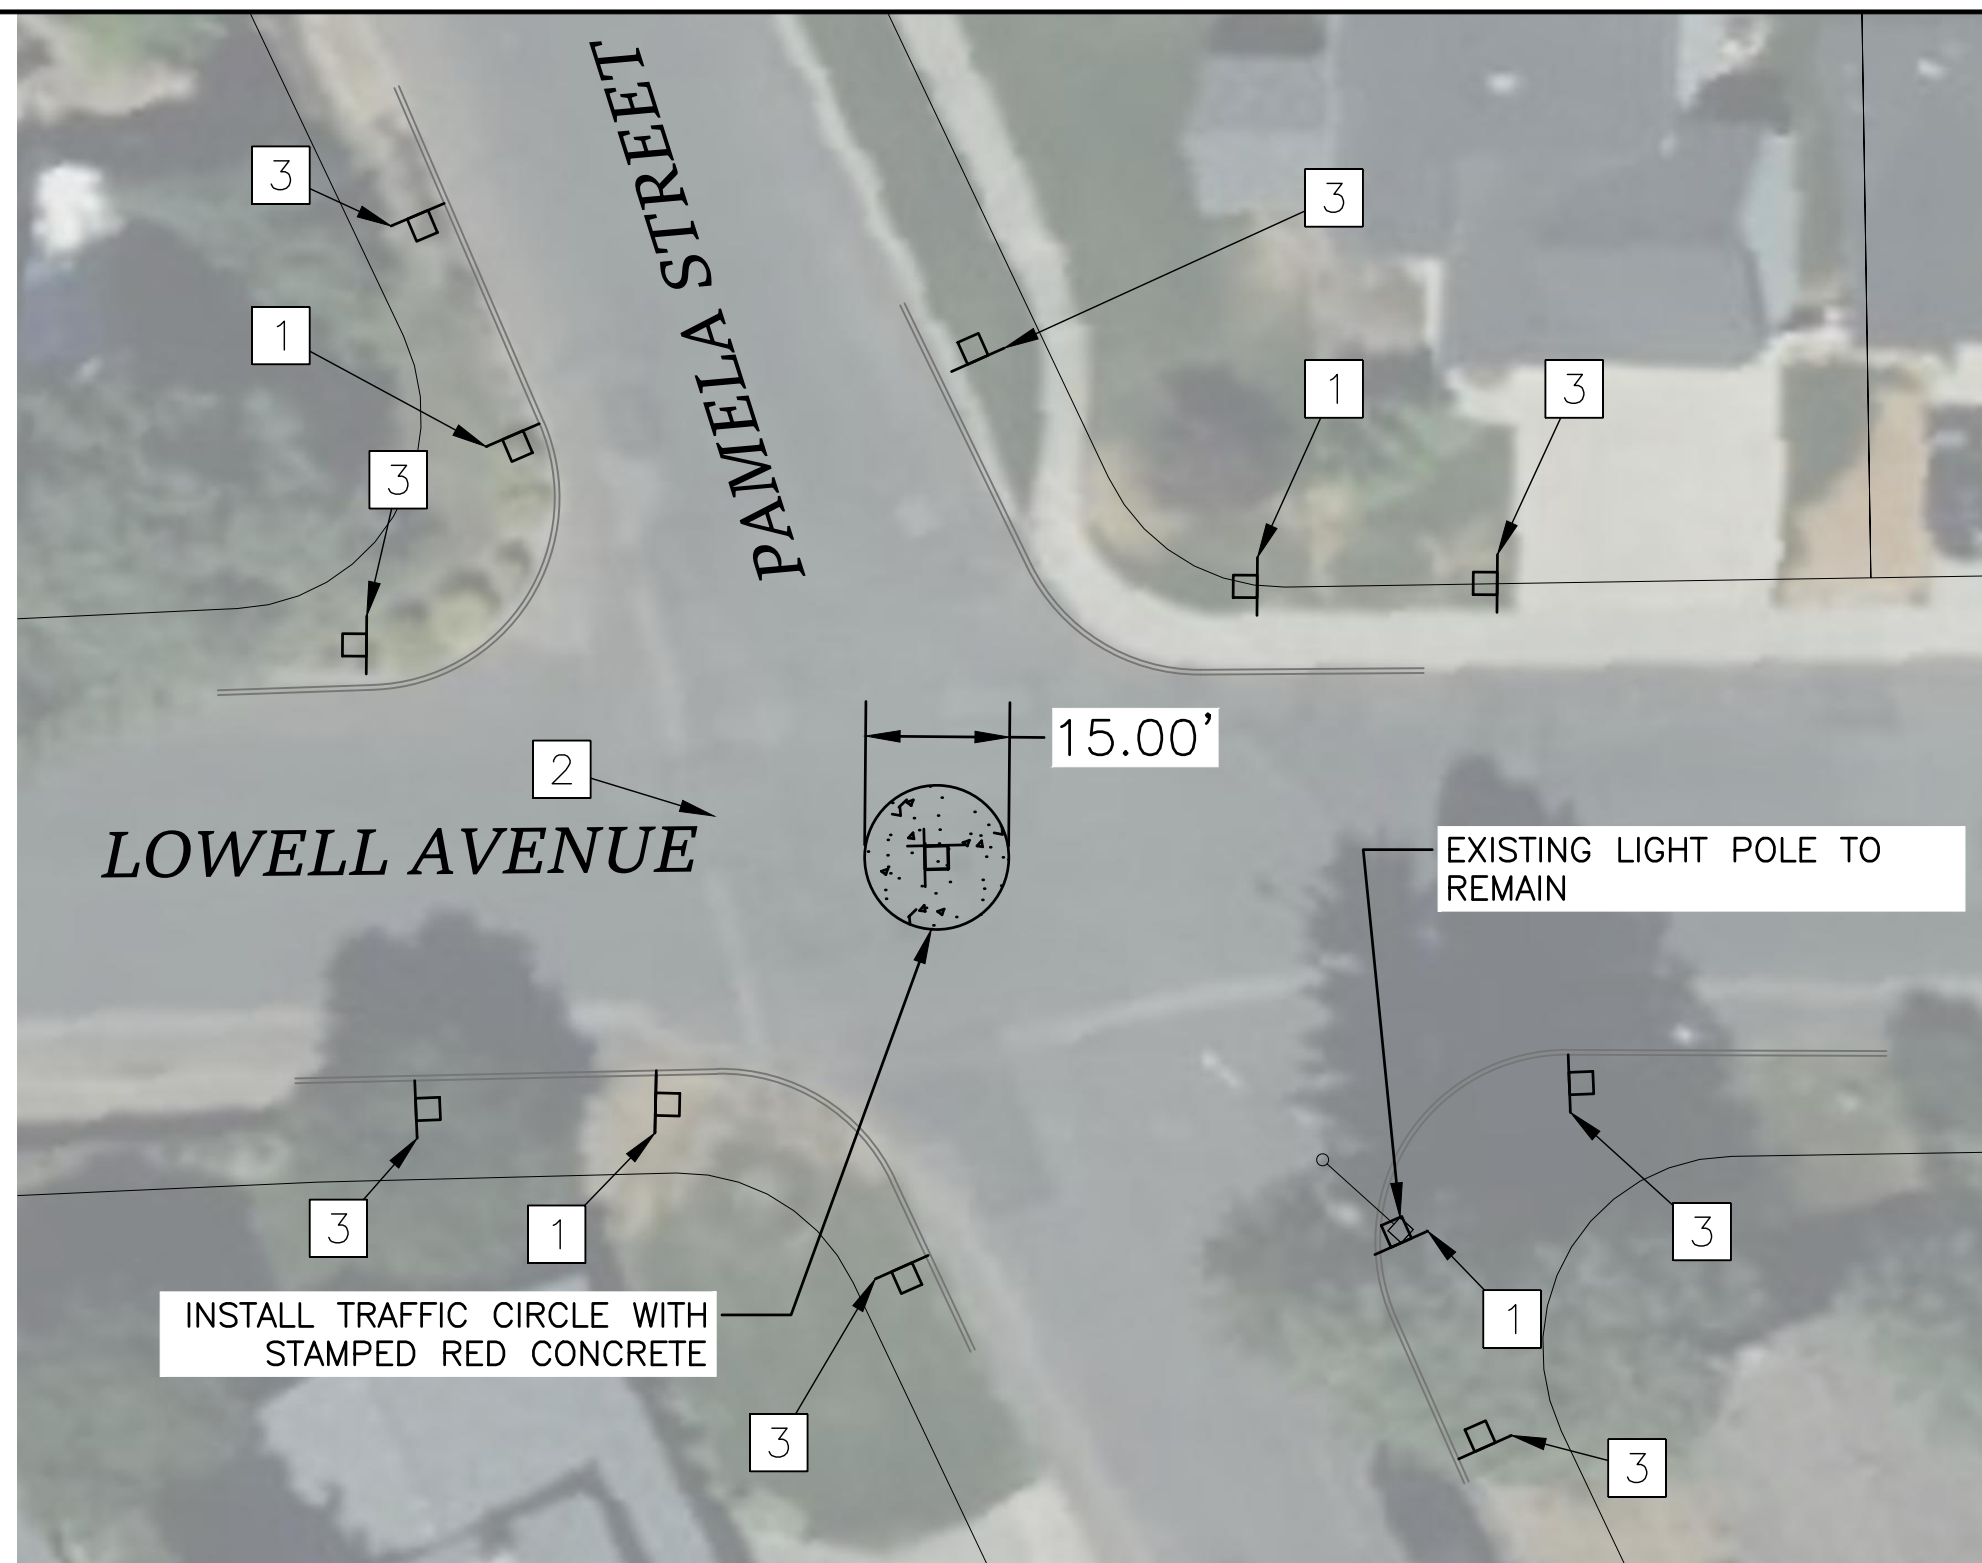 PAMELA STREET
3
3
1
1
3
3
15.00'
2
LOWELL AVENUE
EXISTING LIGHT POLE TO
REMAIN
3
1
3
1
INSTALL TRAFFIC CIRCLE WITH
STAMPED RED CONCRETE
3
3